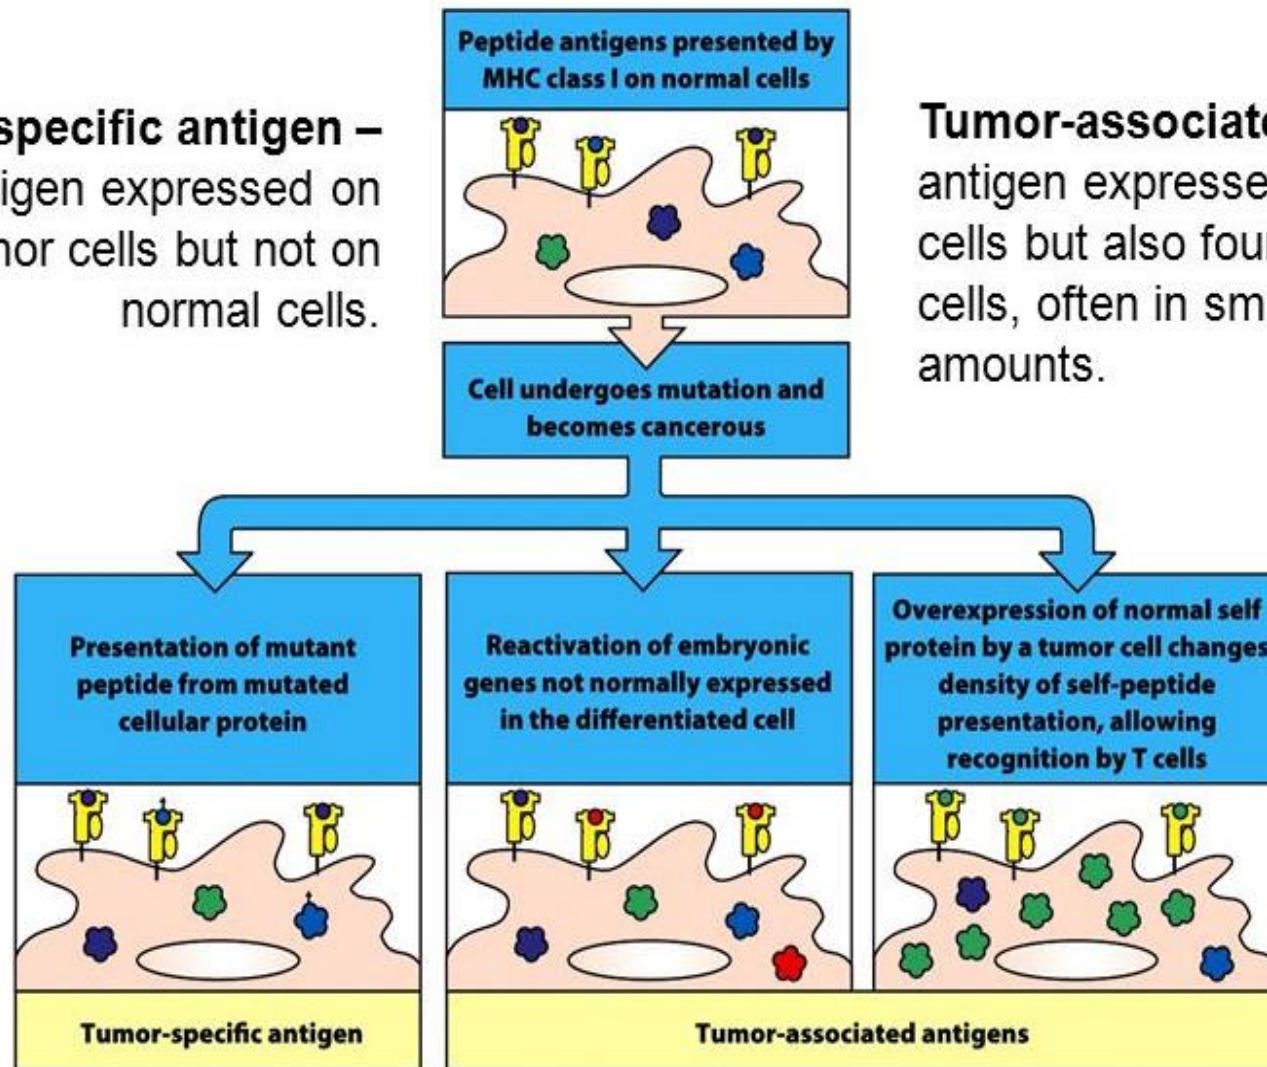 Peptide antigens presented by
MHC class I on normal cells
specific antigen –
expressed on
cells but not on
normal cells.
Tumor-associate
antigen expresse
cells but also four
cells, often in sm
amounts.
Cell undergoes mutation and
becomes cancerous
Presentation of mutant
peptide from mutated
cellular protein
Reactivation of embryonic
genes not normally expressed
in the differentiated cell
Overexpression of normal self
protein by a tumor cell changes
density of self-peptide
presentation, allowing
recognition by T cells
Tumor-specific antigen
Tumor-associated antigens